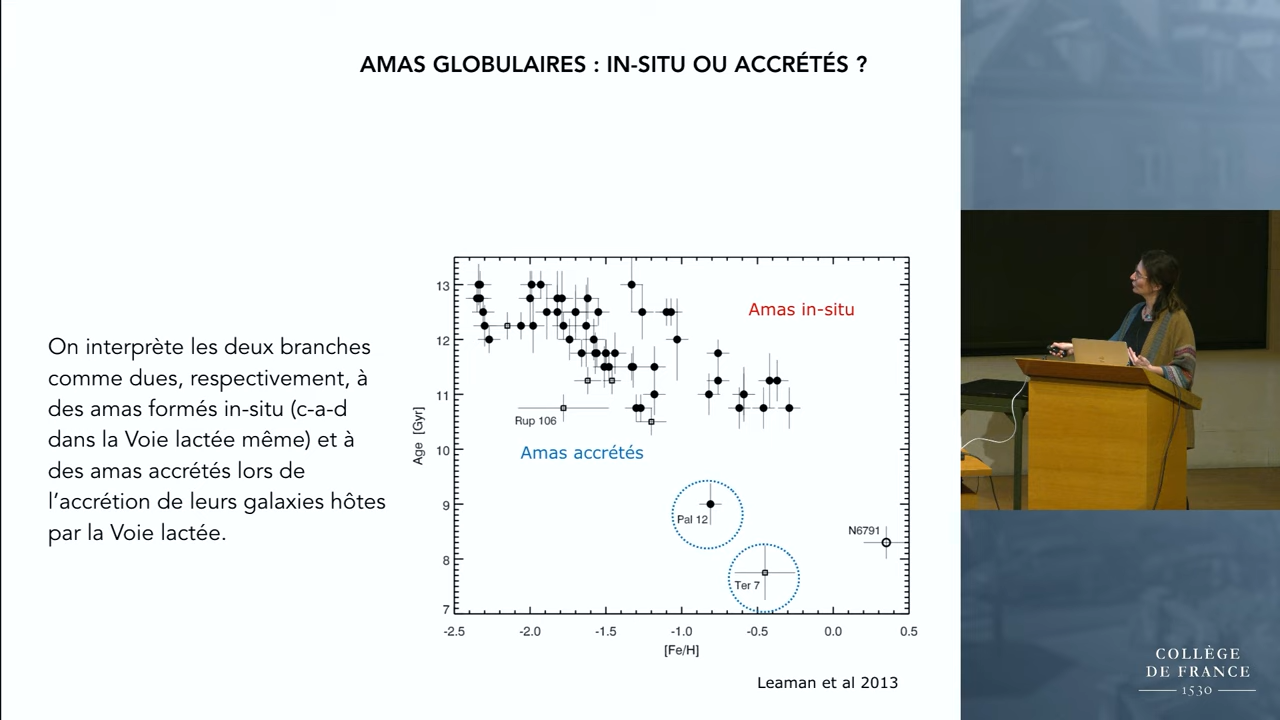 AMAS GLOBULAIRES : IN-SITU OU ACCRÉTÉS ?
On interprète les deux branches
comme dues, respectivement, à
des amas formés in-situ (c-a-d
dans la Voie lactée même) et à
des amas accrétés lors de
l'accrétion de leurs galaxies hôtes
par la Voie lactée.
Age [Gyr]
13
12
11
10
9
8
7
Amas in-situ
Rup 106
Amas accrétés
Pal 12
N6791
Ter 7
-2.5 -2.0 -1.5 -1.0 -0.5 0.0 0.5
[Fe/H]
Leaman et al 2013
COLLÈGE
DE FRANCE
1530